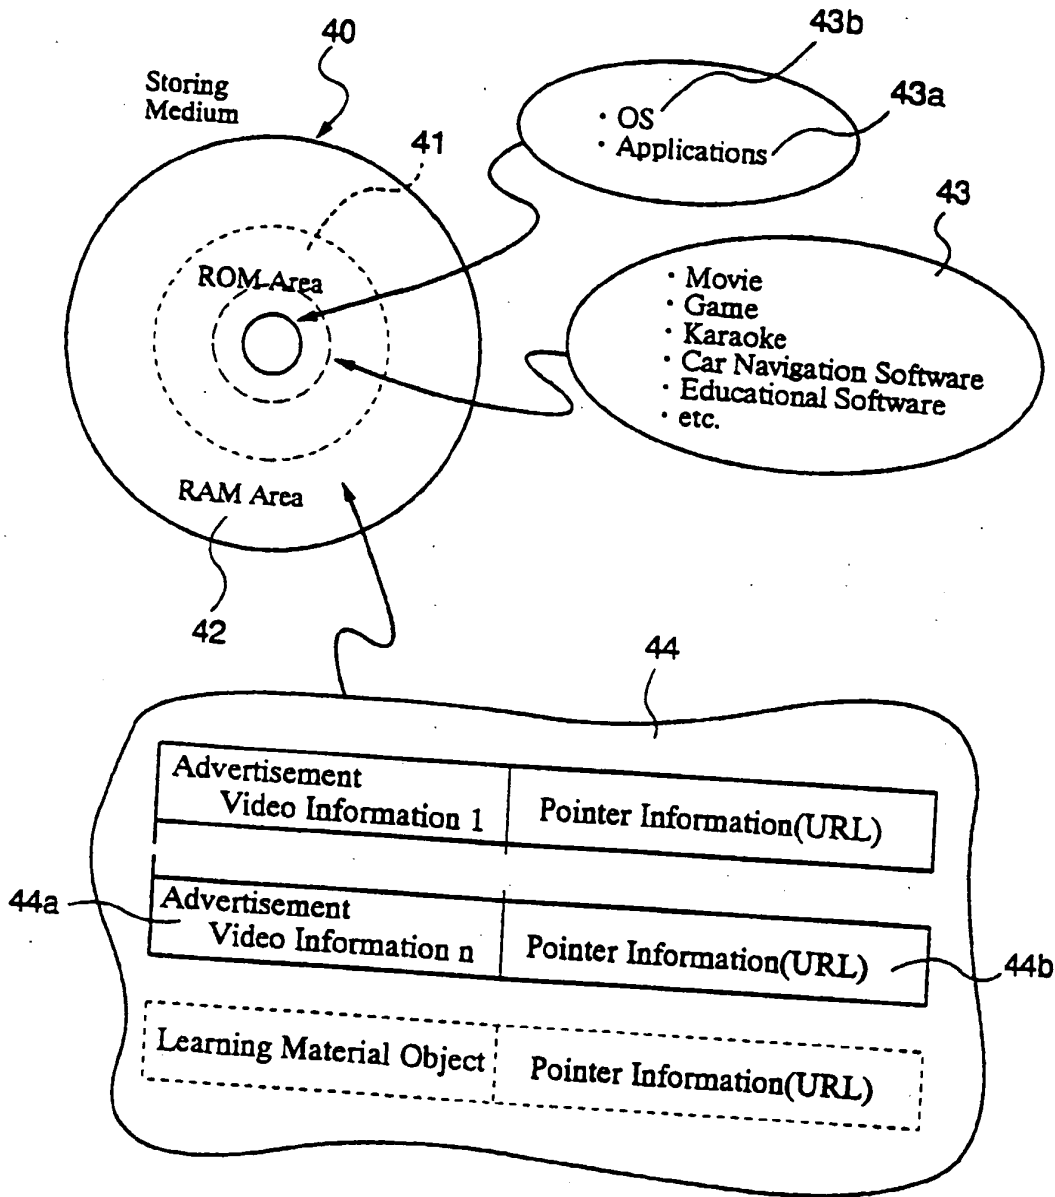 43b
40
Storing
Medium
43a
· OS
· Applications
41
43
ROM Area
· Movie
· Game
· Karaoke
· Car Navigation Software
· Educational Software
· etc.
RAM Area
42
44
Advertisement
Video Information 1
Pointer Information(URL)
44a
Advertisement
Video Information n
Pointer Information(URL)
44b
Learning Material Object
Pointer Information(URL)